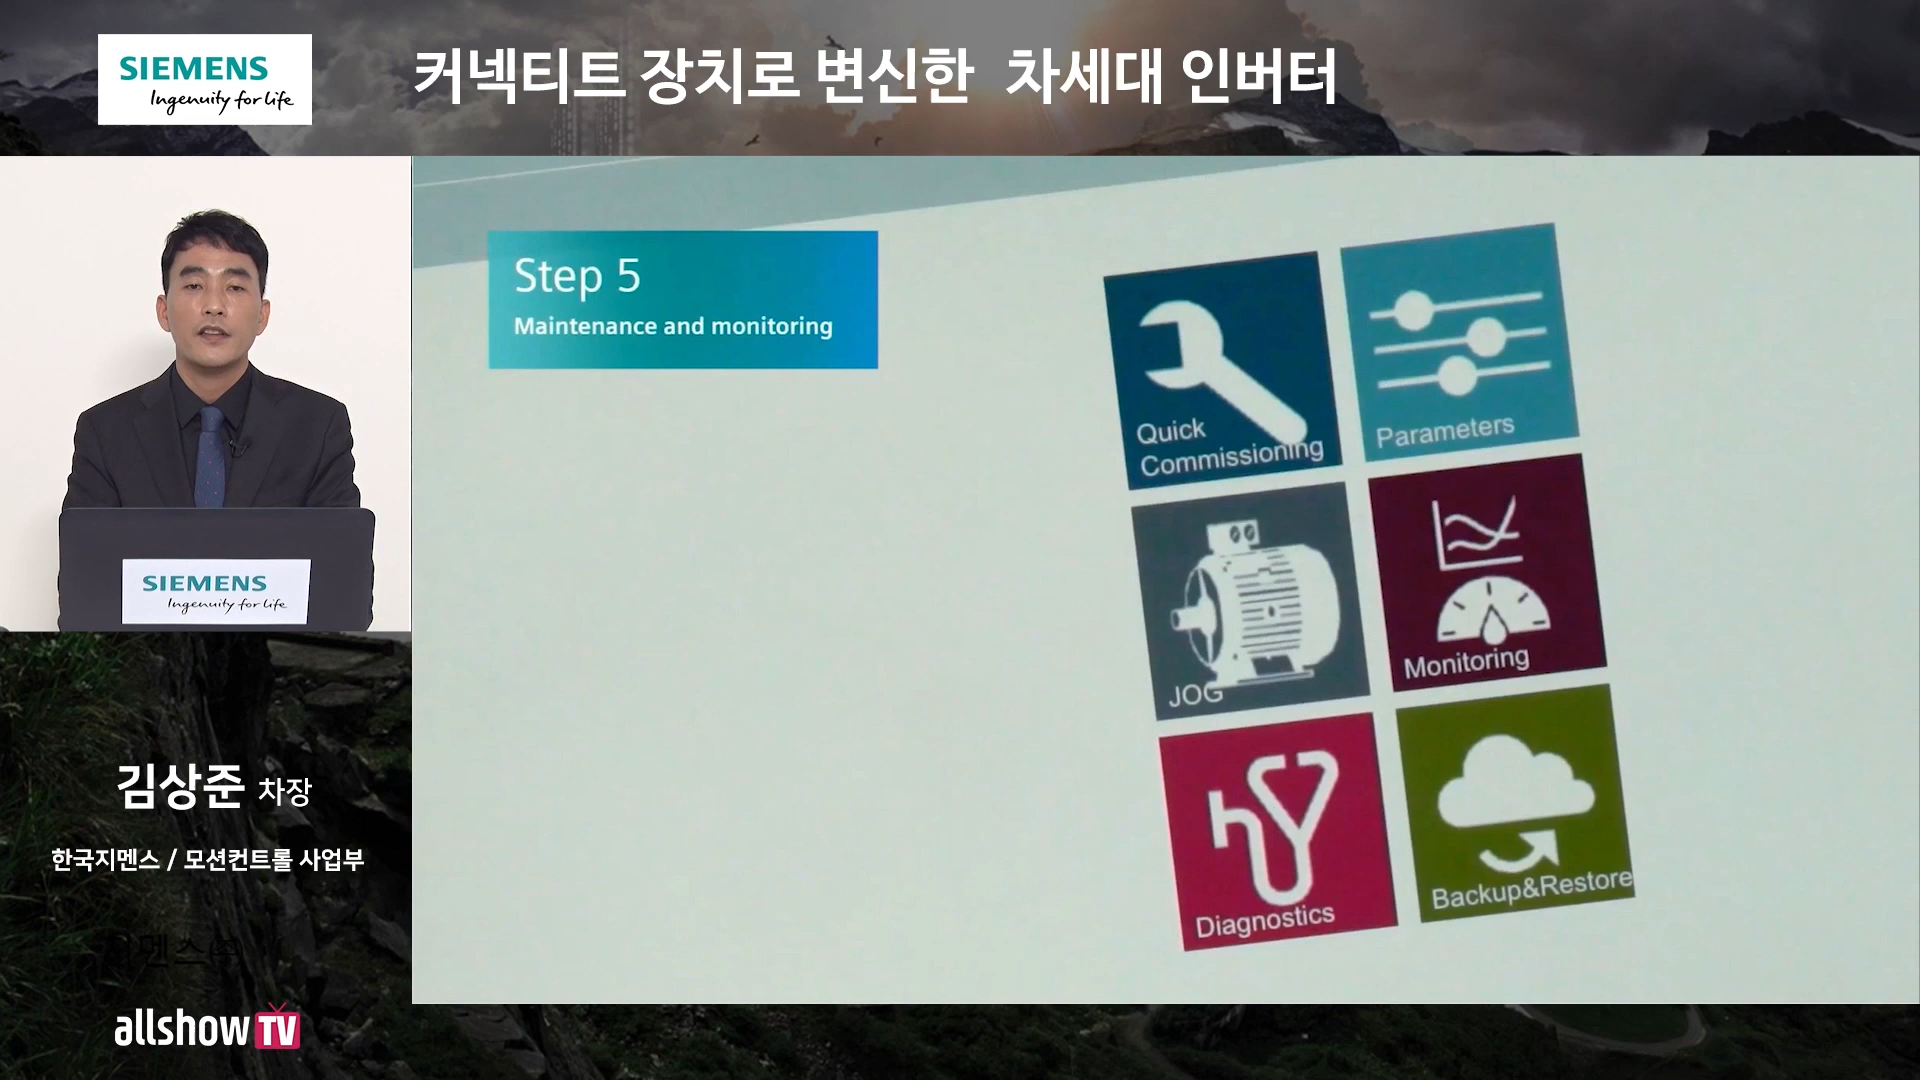 SIEMENS
Ingenuity for life
커넥티트 장치로 변신한 차세대 인버터
Step 5
Maintenance and monitoring
Quick
Commissioning
Parameters
JOG
Monitoring
Diagnostics
Backup&Restore
SIEMENS
Ingenuity for life
김상준 차장
한국지멘스 / 모션컨트롤 사업부
allshow TV